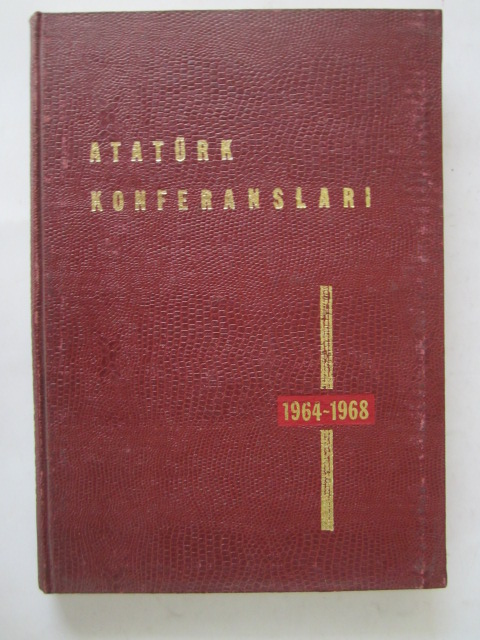 ATATÜRK
KONFERANSLARI
1964-1968